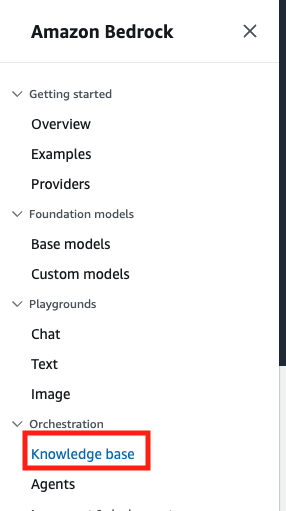 Amazon Bedrock
Getting started
Overview
Examples
Providers
Foundation models
Base models
Custom models
Playgrounds
Chat
Text
Image
Orchestration
Knowledge base
Agents